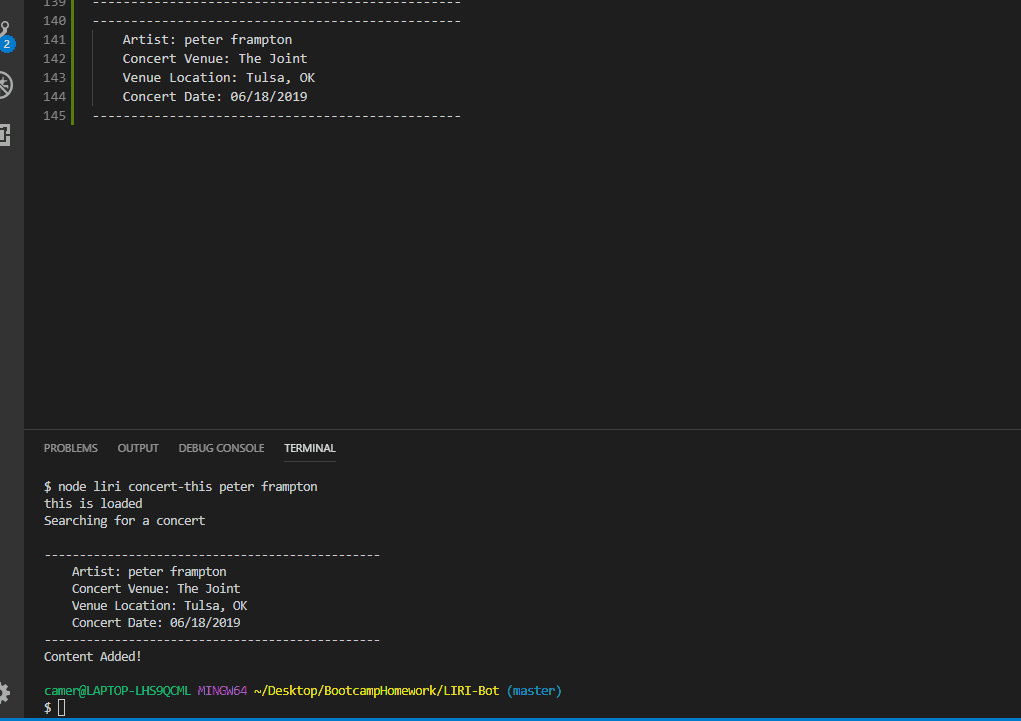 139 ------------------------------------------------
140 ------------------------------------------------
141 Artist: peter frampton
142 Concert Venue: The Joint
143 Venue Location: Tulsa, OK
144 Concert Date: 06/18/2019
145 ------------------------------------------------
2
PROBLEMS OUTPUT DEBUG CONSOLE TERMINAL
$ node liri concert-this peter frampton
this is loaded
Searching for a concert
------------------------------------------------
Artist: peter frampton
Concert Venue: The Joint
Venue Location: Tulsa, OK
Concert Date: 06/18/2019
------------------------------------------------
Content Added!
camer@LAPTOP-LHS9QCML MINGW64 ~/Desktop/BootcampHomework/LIRI-Bot (master)
$